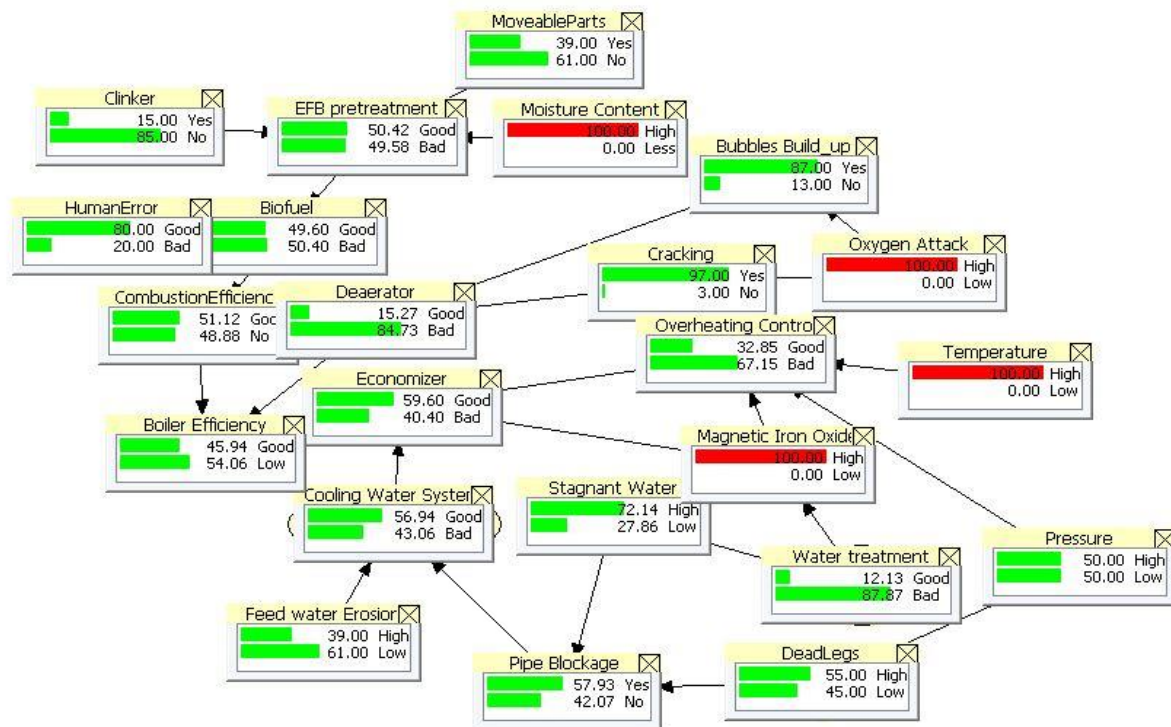 MoveableParts
39.00 Yes
61.00 No
Clinker
15.00 Yes
85.00 No
EFB pretreatment
50.42 Good
49.58 Bad
Moisture Content
100.00 High
0.00 Less
Bubbles Build_up
87.00 Yes
13.00 No
HumanError
80.00 Good
20.00 Bad
Biofuel
49.60 Good
50.40 Bad
Oxygen Attack
100.00 High
0.00 Low
Cracking
97.00 Yes
3.00 No
CombustionEfficienc
51.12 Goo
48.88 No
Deaerator
15.27 Good
84.73 Bad
Overheating Contro
32.85 Good
67.15 Bad
Temperature
100.00 High
0.00 Low
Economizer
59.60 Good
40.40 Bad
Boiler Efficiency
45.94 Good
54.06 Low
Magnetic Iron Oxide
100.00 High
0.00 Low
Cooling Water System
56.94 Good
43.06 Bad
Stagnant Water
72.14 High
27.86 Low
Water treatment
12.13 Good
87.87 Bad
Pressure
50.00 High
50.00 Low
Feed water Erosion
39.00 High
61.00 Low
Pipe Blockage
57.93 Yes
42.07 No
DeadLegs
55.00 High
45.00 Low